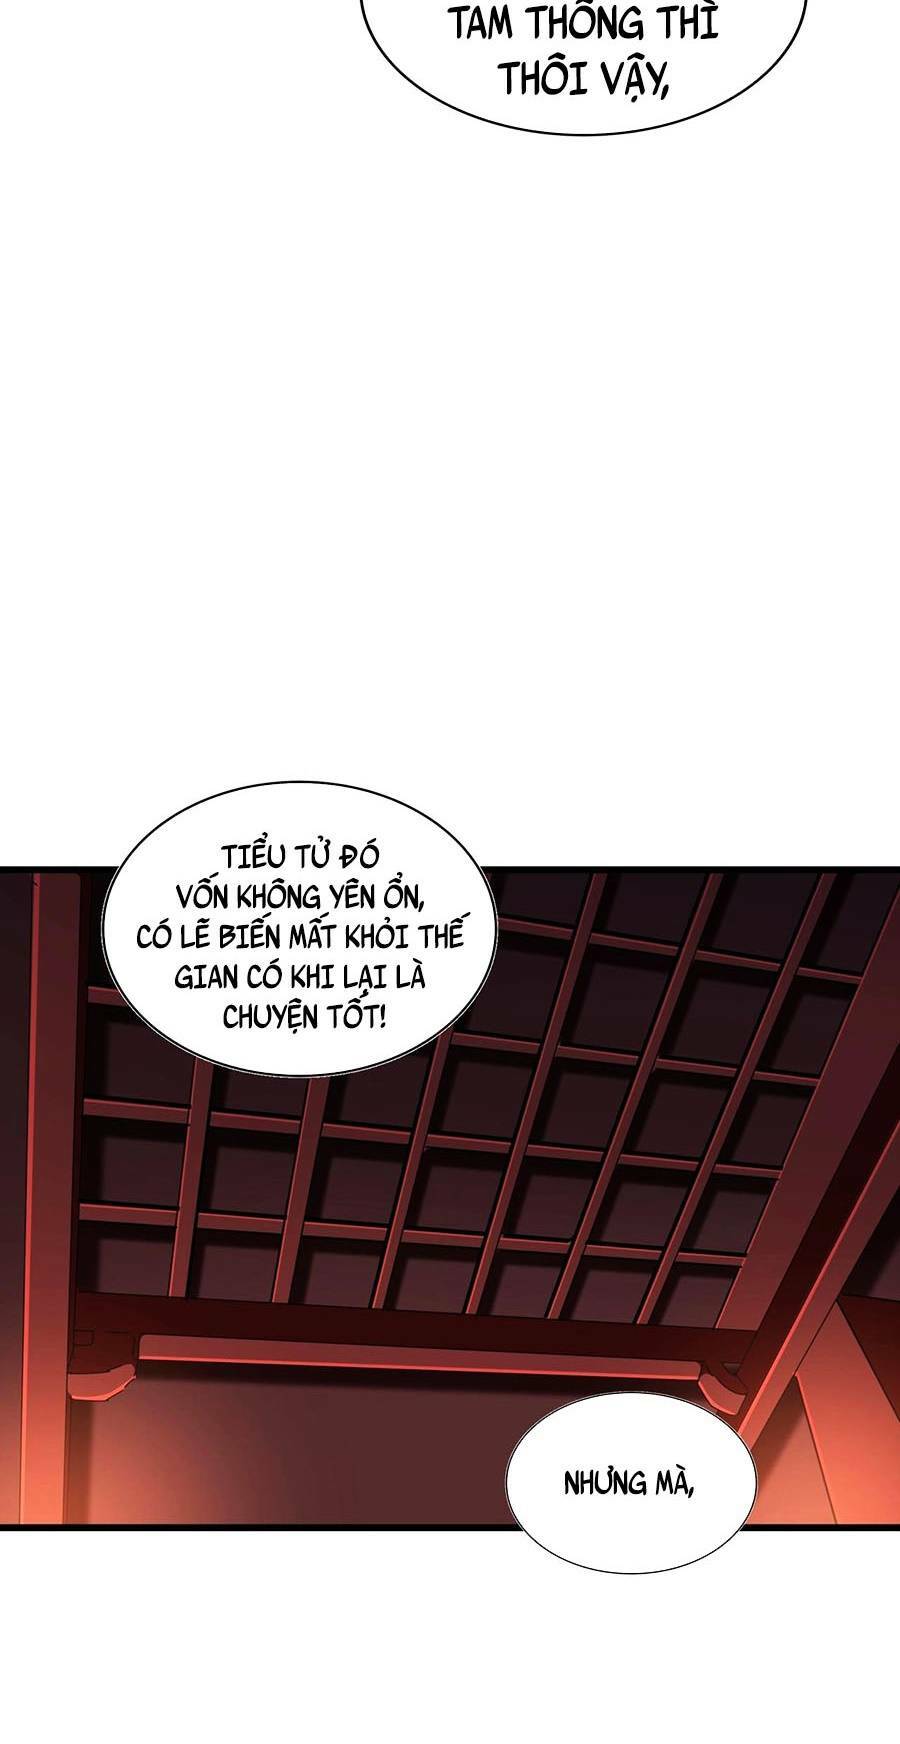 TAM THÔNG THÌ
THÔI VẬY,
TIỂU TỬ ĐÓ
VỐN KHÔNG YÊN ỔN,
CÓ LẼ BIẾN MẤT KHỎI THẾ
GIAN CÓ KHI LẠI LÀ
CHUYỆN TỐT!
NHƯNG MÀ,